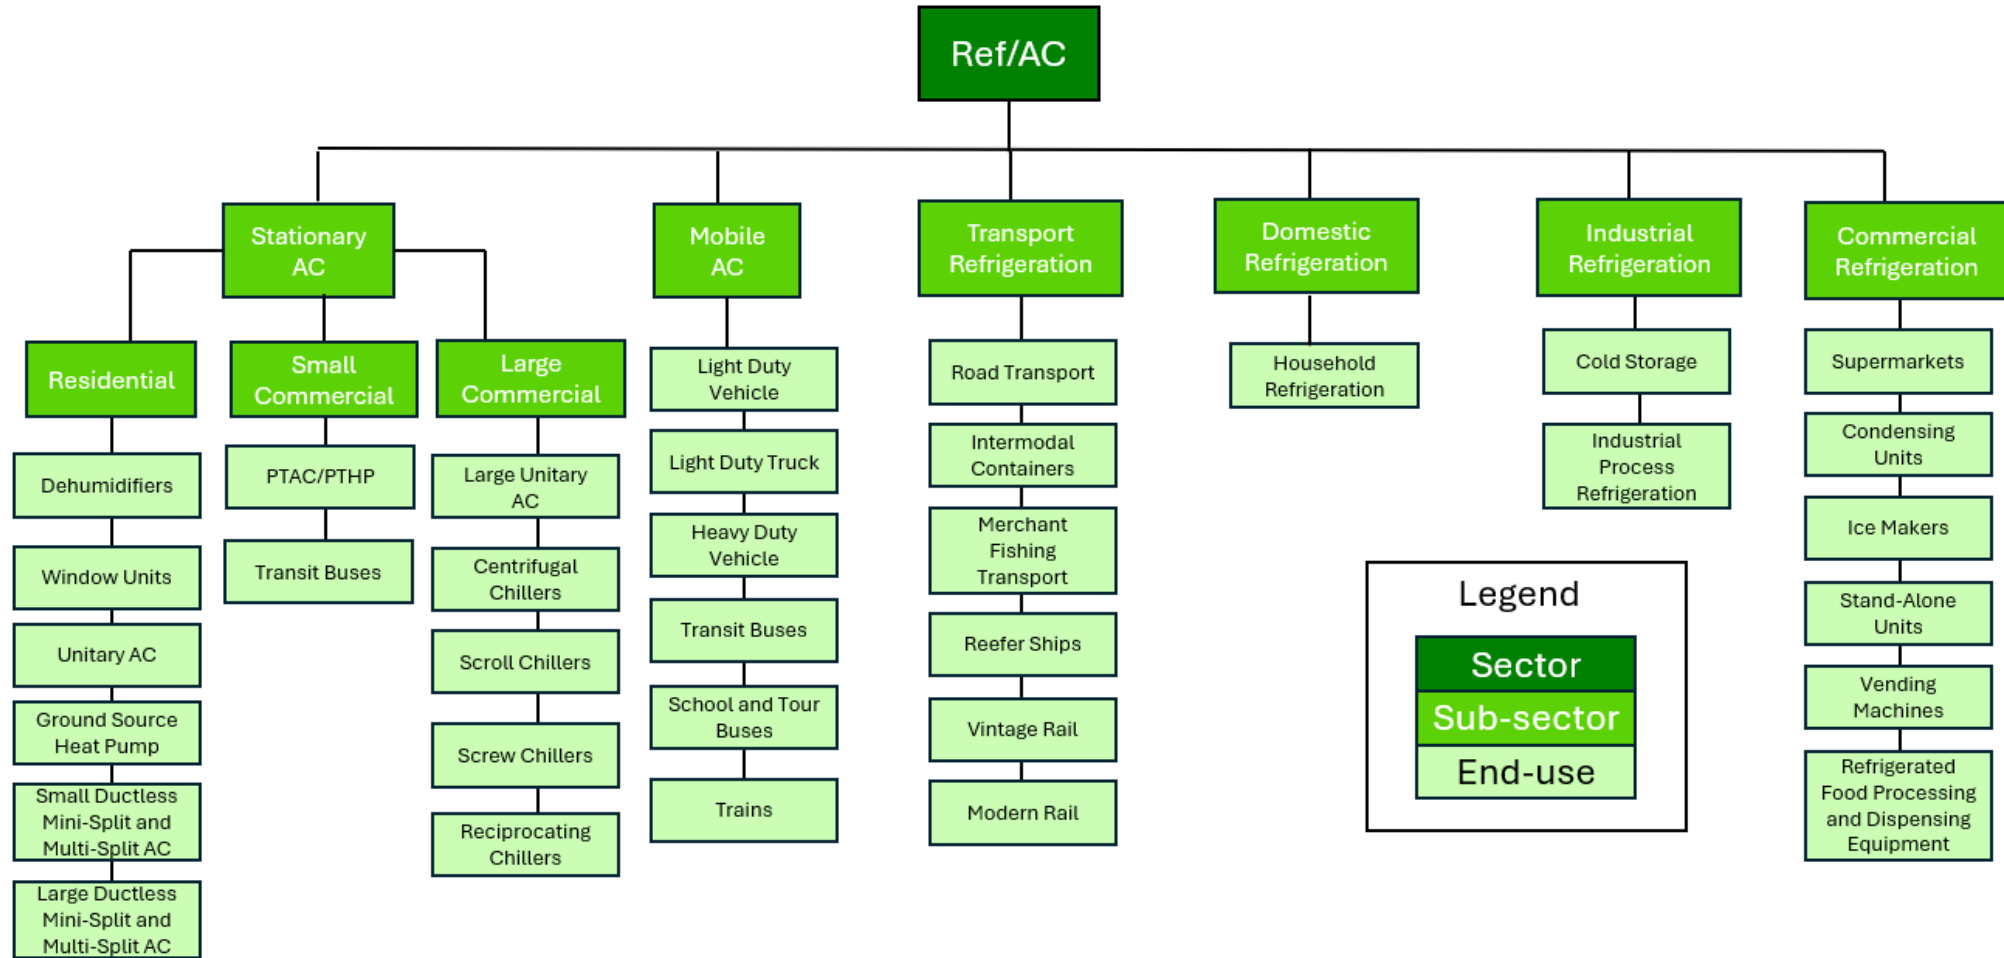 Ref/AC
Stationary
AC
Mobile
AC
Transport
Refrigeration
Domestic
Refrigeration
Industrial
Refrigeration
Commercial
Refrigeration
Residential
Dehumidifiers
Window Units
Unitary AC
Ground Source
Heat Pump
Small Ductless
Mini-Split and
Multi-Split AC
Large Ductless
Mini-Split and
Multi-Split AC
Small
Commercial
PTAC/PTHP
Transit Buses
Large
Commercial
Large Unitary
AC
Centrifugal
Chillers
Scroll Chillers
Screw Chillers
Reciprocating
Chillers
Light Duty
Vehicle
Light Duty Truck
Heavy Duty
Vehicle
Transit Buses
School and Tour
Buses
Trains
Road Transport
Intermodal
Containers
Merchant
Fishing
Transport
Reefer Ships
Vintage Rail
Modern Rail
Household
Refrigeration
Cold Storage
Industrial
Process
Refrigeration
Supermarkets
Condensing
Units
Ice Makers
Stand-Alone
Units
Vending
Machines
Refrigerated
Food Processing
and Dispensing
Equipment
Legend
Sector
Sub-sector
End-use